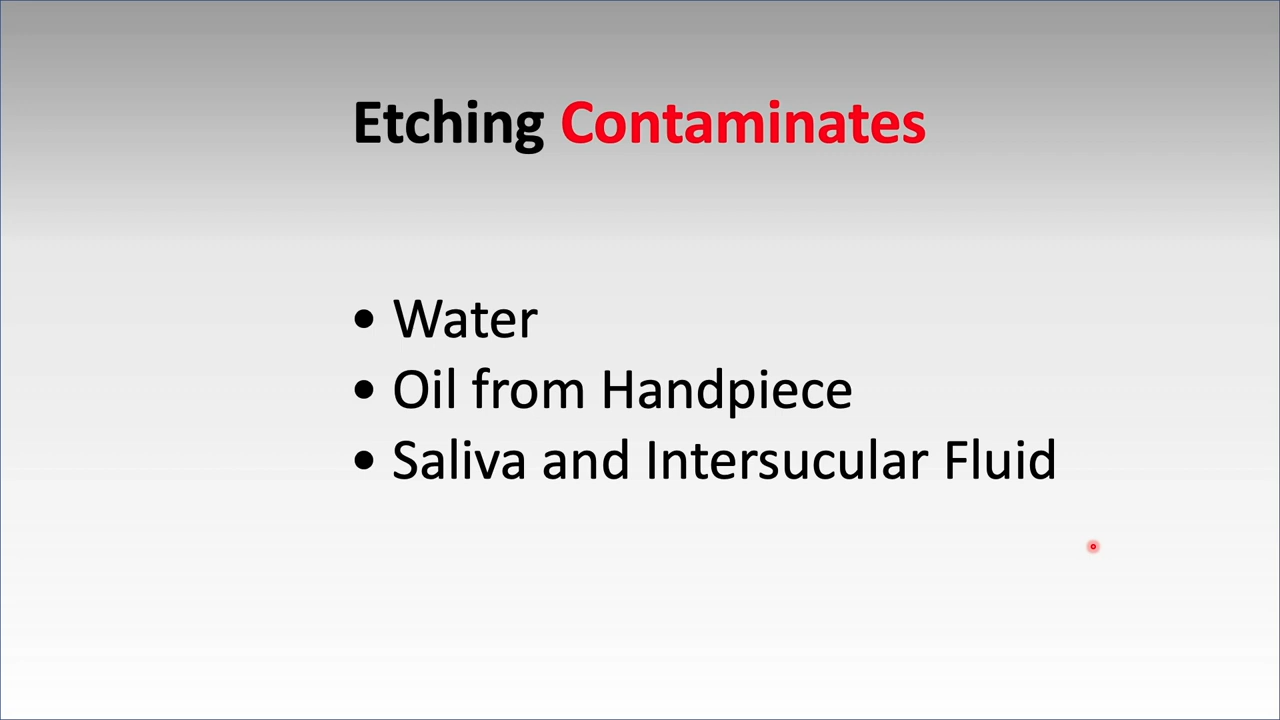 Etching Contaminates
• Water
• Oil from Handpiece
• Saliva and Intersucular Fluid